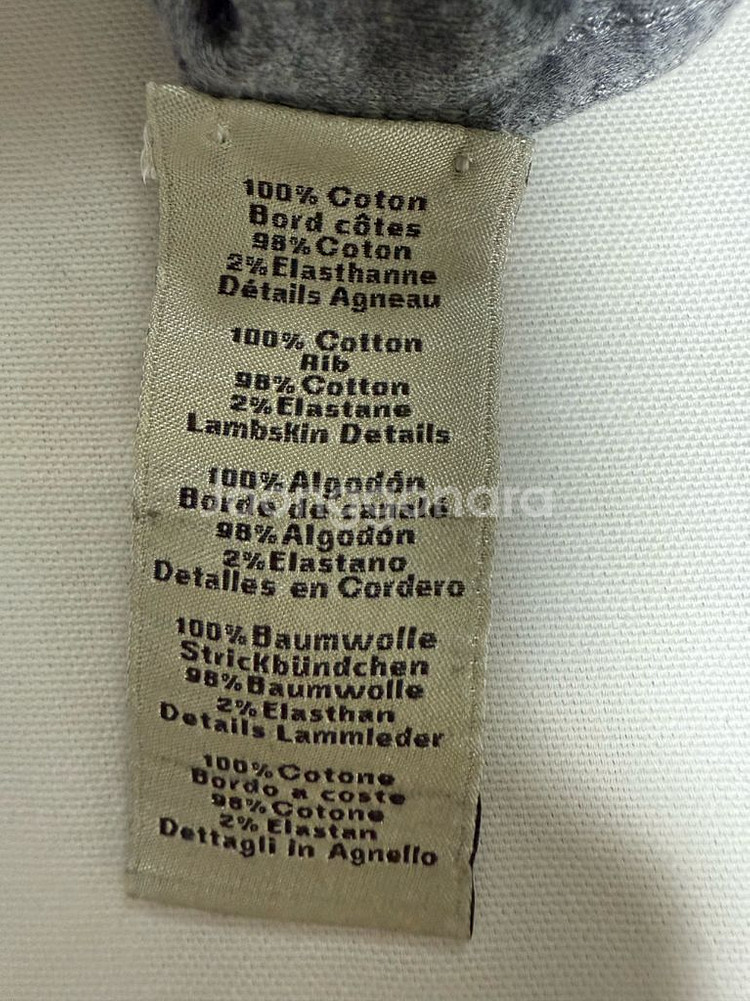 100% Coton
Bord côtes
98% Coton
2% Elasthanne
Détails Agneau
100% Cotton
Rib
98% Cotton
2% Elastane
Lambskin Details
100% Algodón
Bordo de canale
98% Algodón
2% Elastano
Detalles en Cordero
100% Baumwolle
Strickbündchen
98% Baumwolle
2% Elasthan
Details Lammleder
100% Cotone
Bordo a coste
98% Cotone
2% Elastan
Dettagli in Agnello